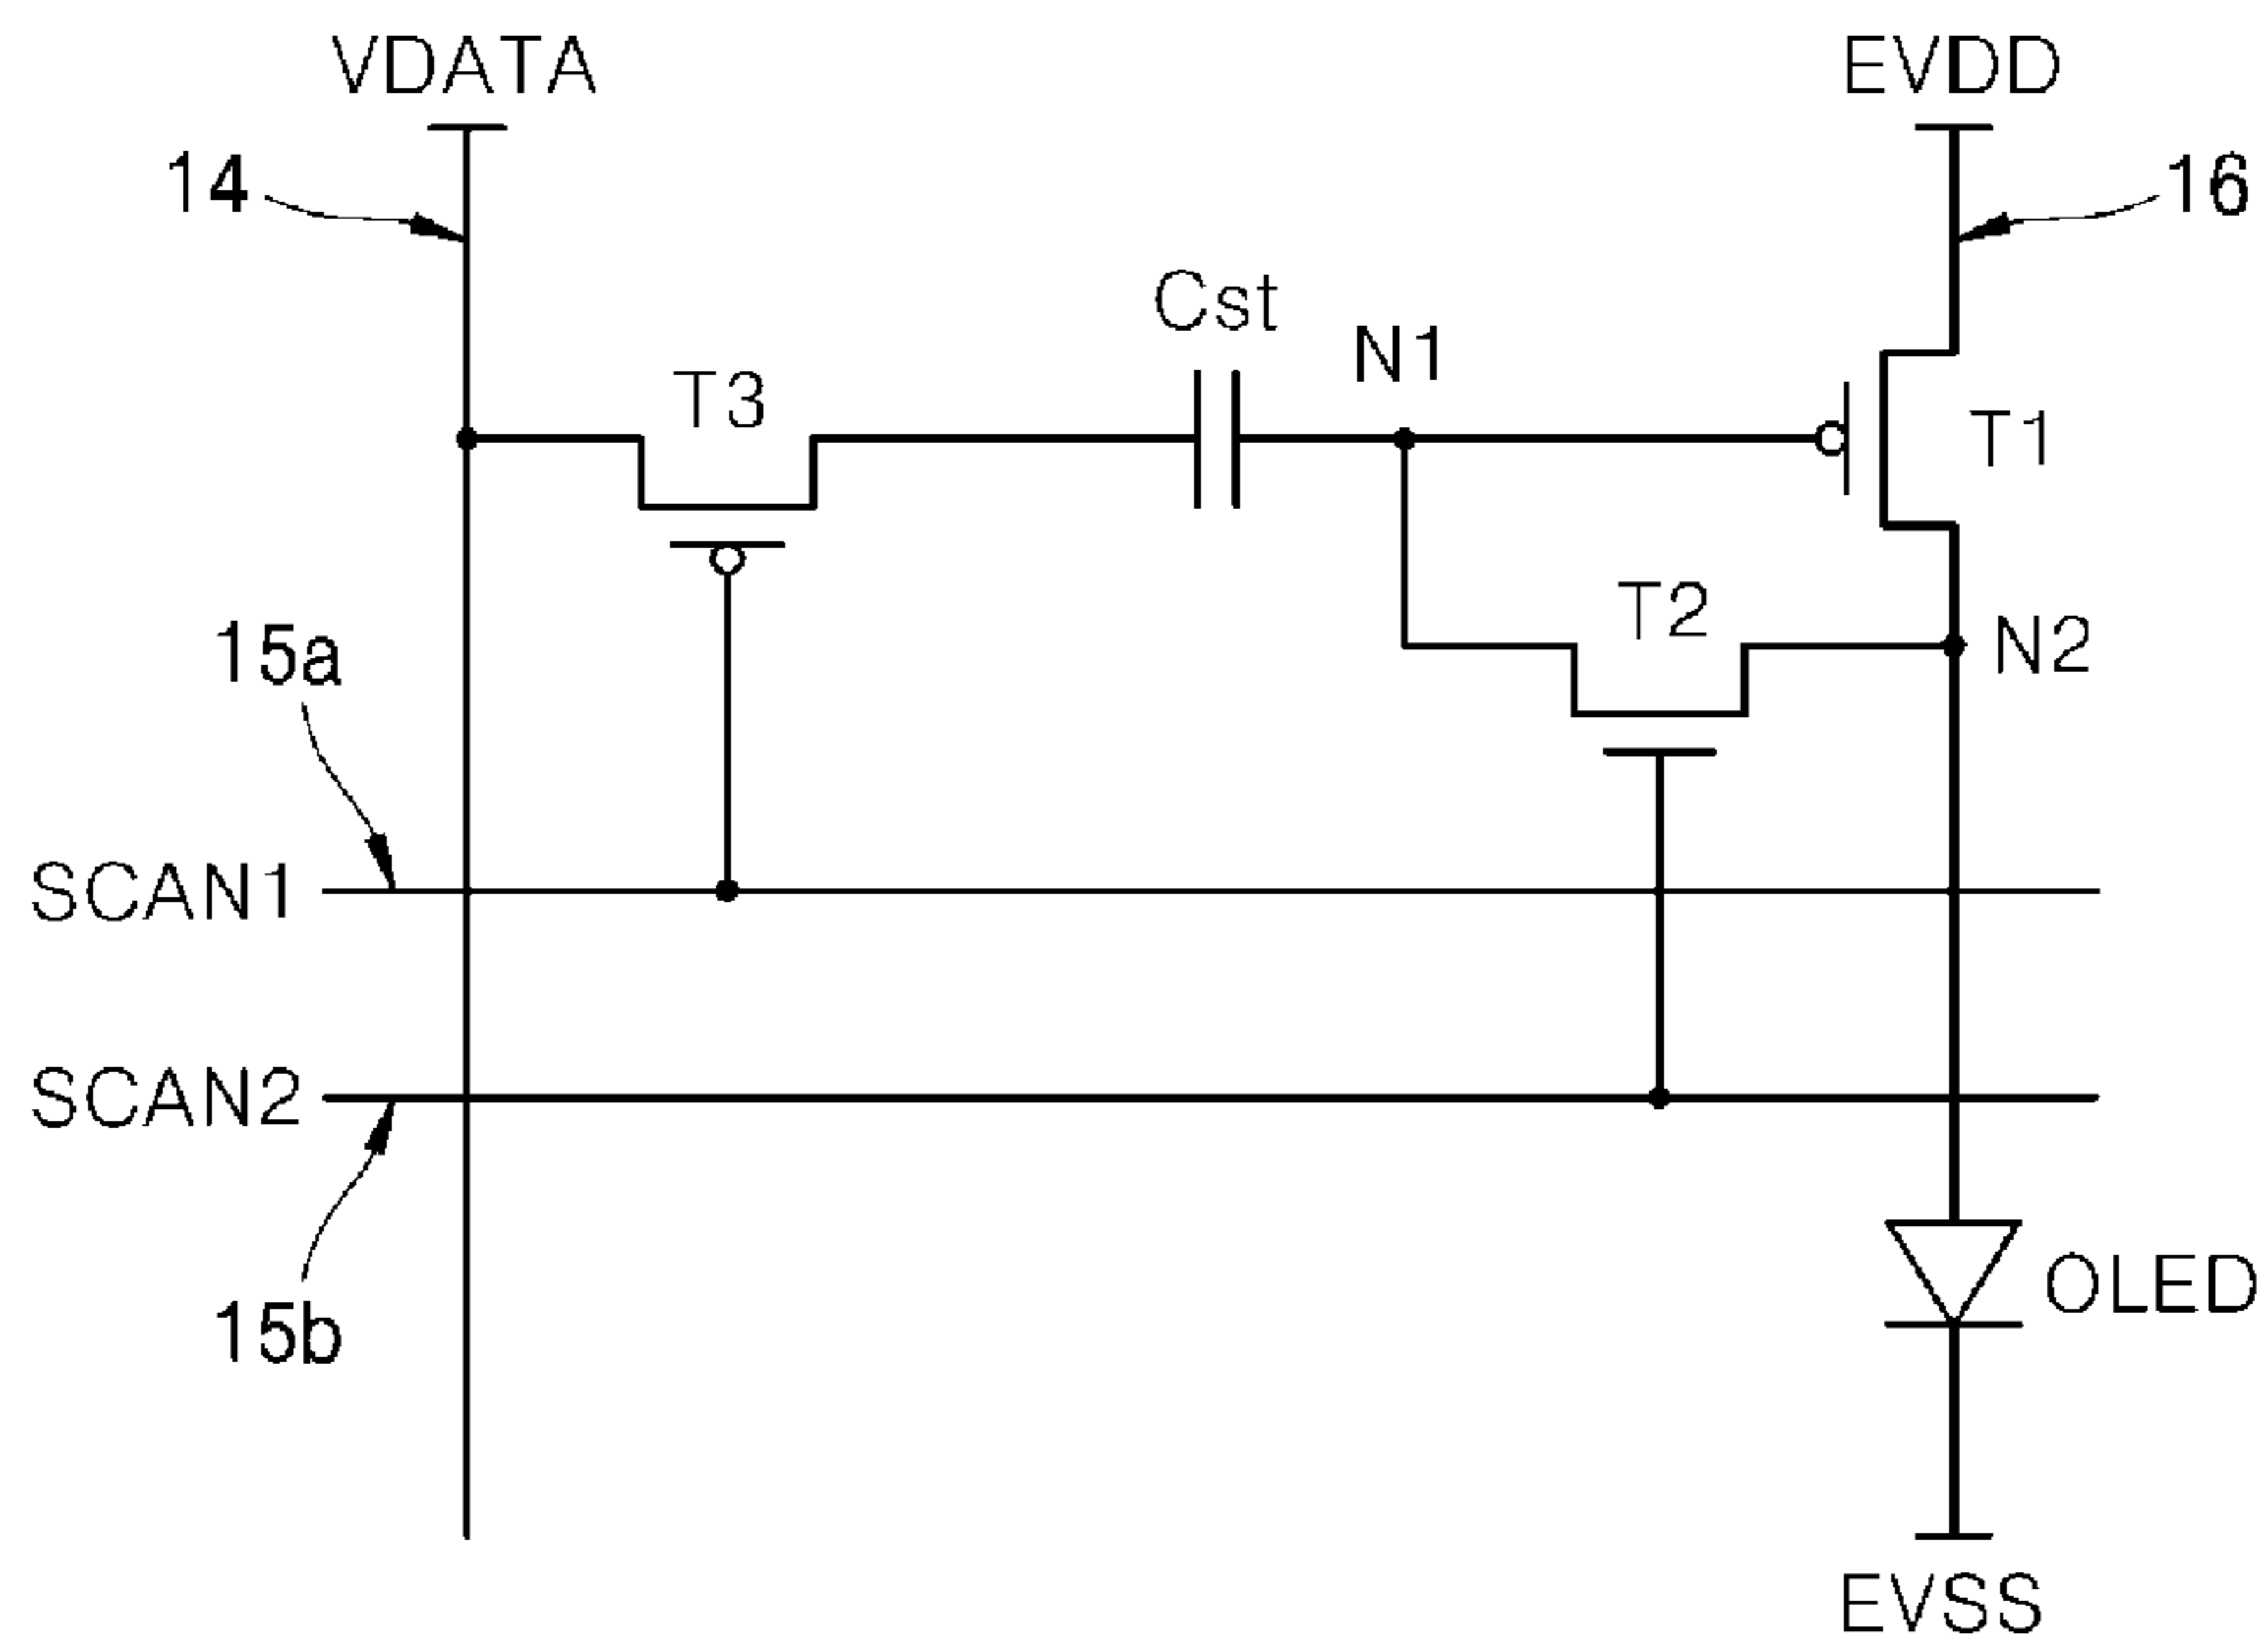 VDATA
EVDD
14
16
Cst
N1
T3
T1
T2
N2
15a
SCAN1
SCAN2
OLED
15b
EVSS